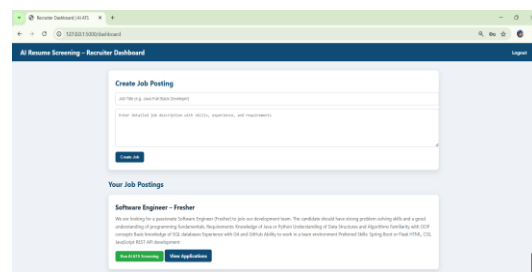 Recruiter Dashboard | AI ATS
127.0.0.1:5000/dashboard
AI Resume Screening – Recruiter Dashboard
Logout
Create Job Posting
Job Title (e.g. Java Full Stack Developer)
Enter detailed job description with skills, experience, and requirements
Create Job
Your Job Postings
Software Engineer – Fresher
We are looking for a passionate Software Engineer (Fresher) to join our development team. The candidate should have strong problem-solving skills and a good
understanding of programming fundamentals. Requirements: Knowledge of Java or Python Understanding of Data Structures and Algorithms Familiarity with OOP
concepts Basic knowledge of SQL databases Experience with Git and GitHub Ability to work in a team environment Preferred Skills: Spring Boot or Flask HTML, CSS,
JavaScript REST API development
Run AI ATS Screening
View Applications